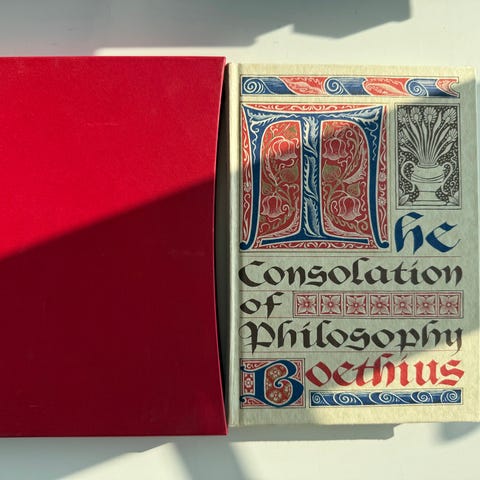 The
Consolation
of
Philosophy
Boethius